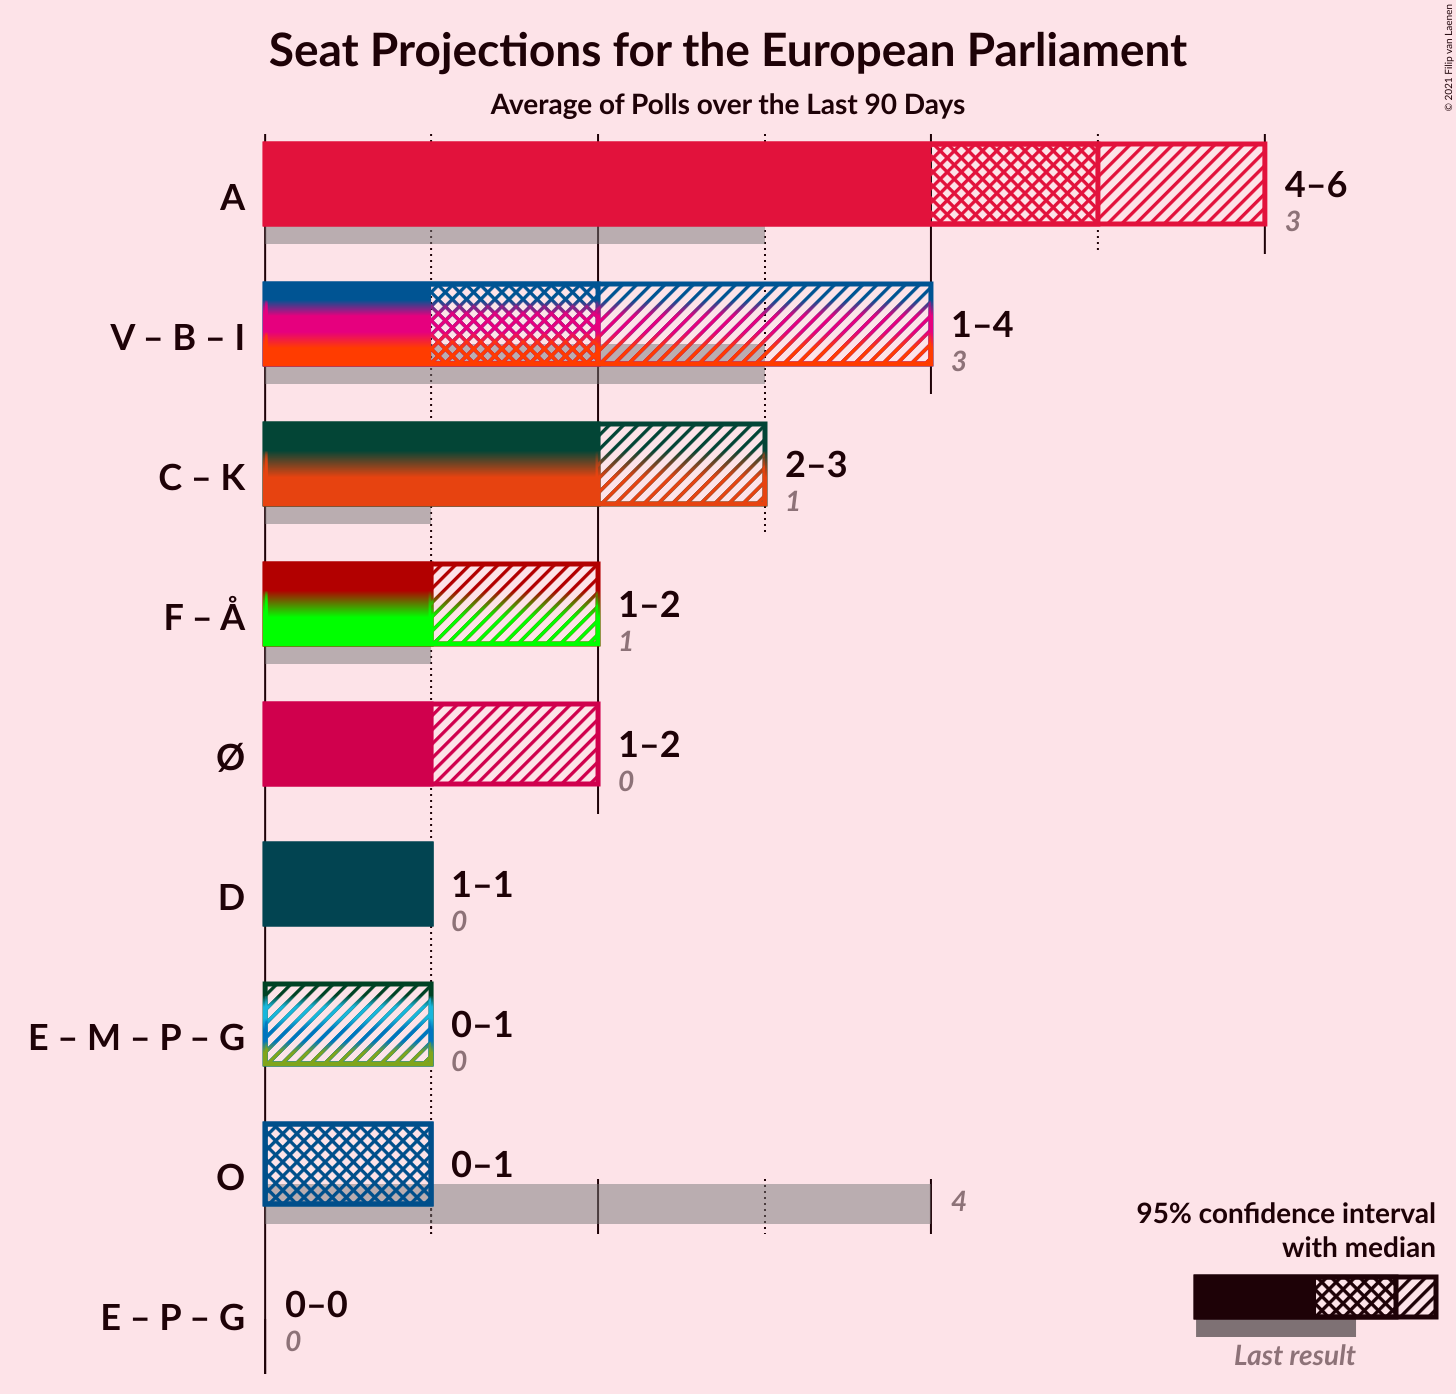 Seat Projections for the European Parliament
Average of Polls over the Last 90 Days
© 2021 Filip van Laenen
A
4–6
3
V – B – I
1–4
3
C – K
2–3
1
F – Å
1–2
1
Ø
1–2
0
D
1–1
0
E – M – P – G
0–1
0
O
0–1
4
E – P – G
0–0
0
95% confidence interval
with median
Last result